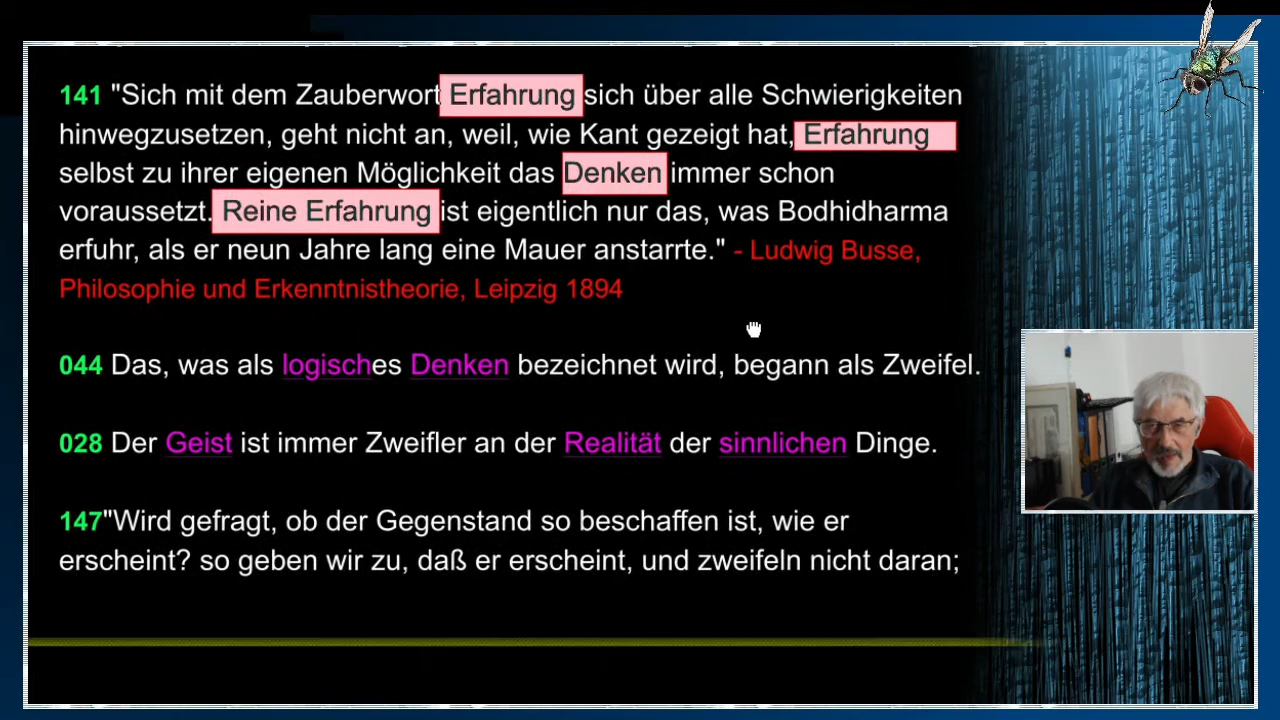 141 "Sich mit dem Zauberwort Erfahrung sich über alle Schwierigkeiten
hinwegzusetzen, geht nicht an, weil, wie Kant gezeigt hat, Erfahrung
selbst zu ihrer eigenen Möglichkeit das Denken immer schon
voraussetzt. Reine Erfahrung ist eigentlich nur das, was Bodhidharma
erfuhr, als er neun Jahre lang eine Mauer anstarrte." - Ludwig Busse,
Philosophie und Erkenntnistheorie, Leipzig 1894
044 Das, was als logisches Denken bezeichnet wird, begann als Zweifel.
028 Der Geist ist immer Zweifler an der Realität der sinnlichen Dinge.
147"Wird gefragt, ob der Gegenstand so beschaffen ist, wie er
erscheint? so geben wir zu, daß er erscheint, und zweifeln nicht daran;